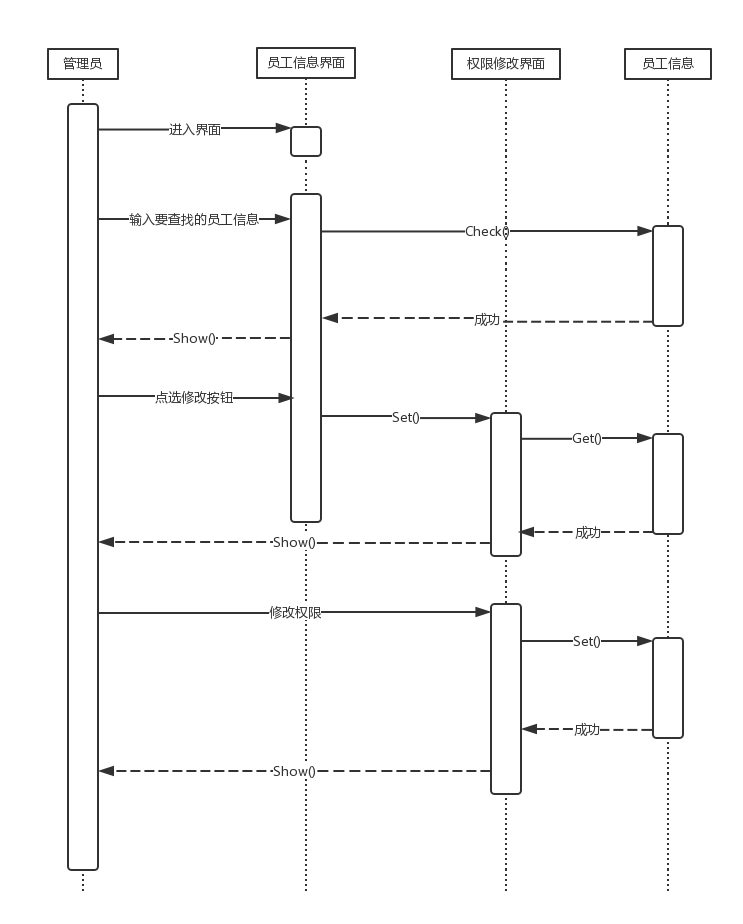 管理员
员工信息界面
权限修改界面
员工信息
进入界面
输入要查找的员工信息
Check()
成功
Show()
点选修改按钮
Set()
Get()
成功
Show()
修改权限
Set()
成功
Show()